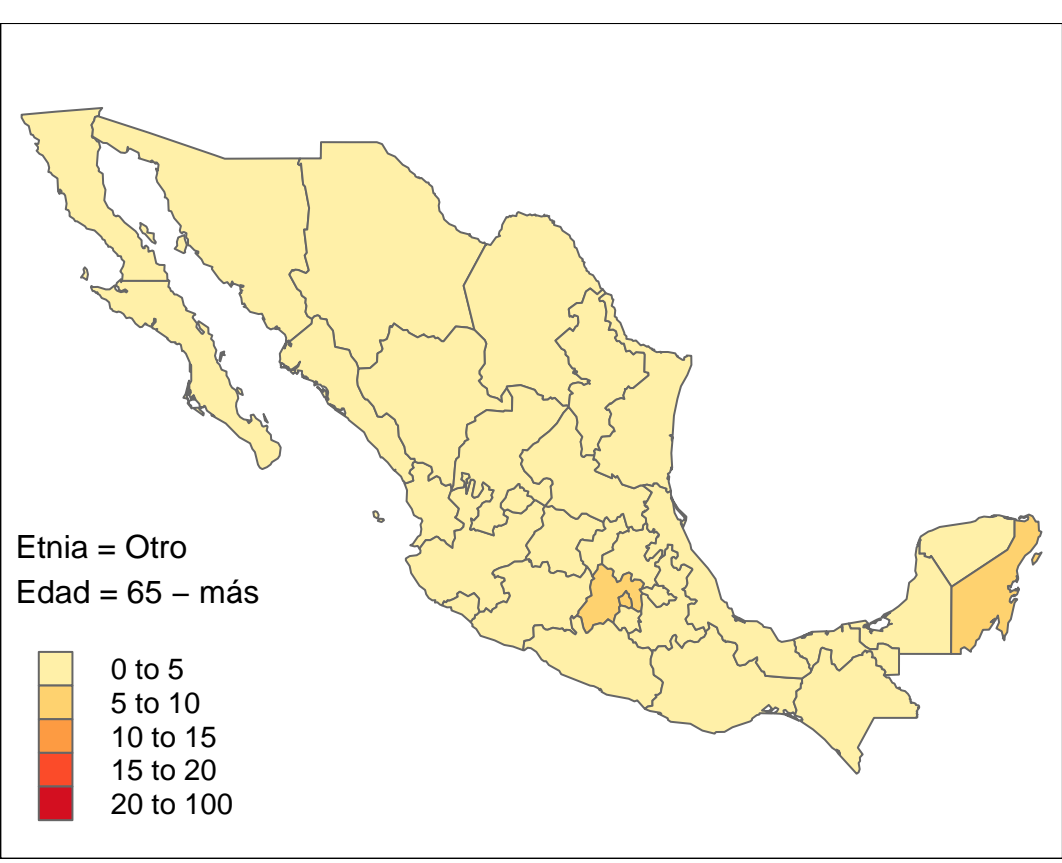 Etnia = Otro
Edad = 65 − más
0 to 5
5 to 10
10 to 15
15 to 20
20 to 100